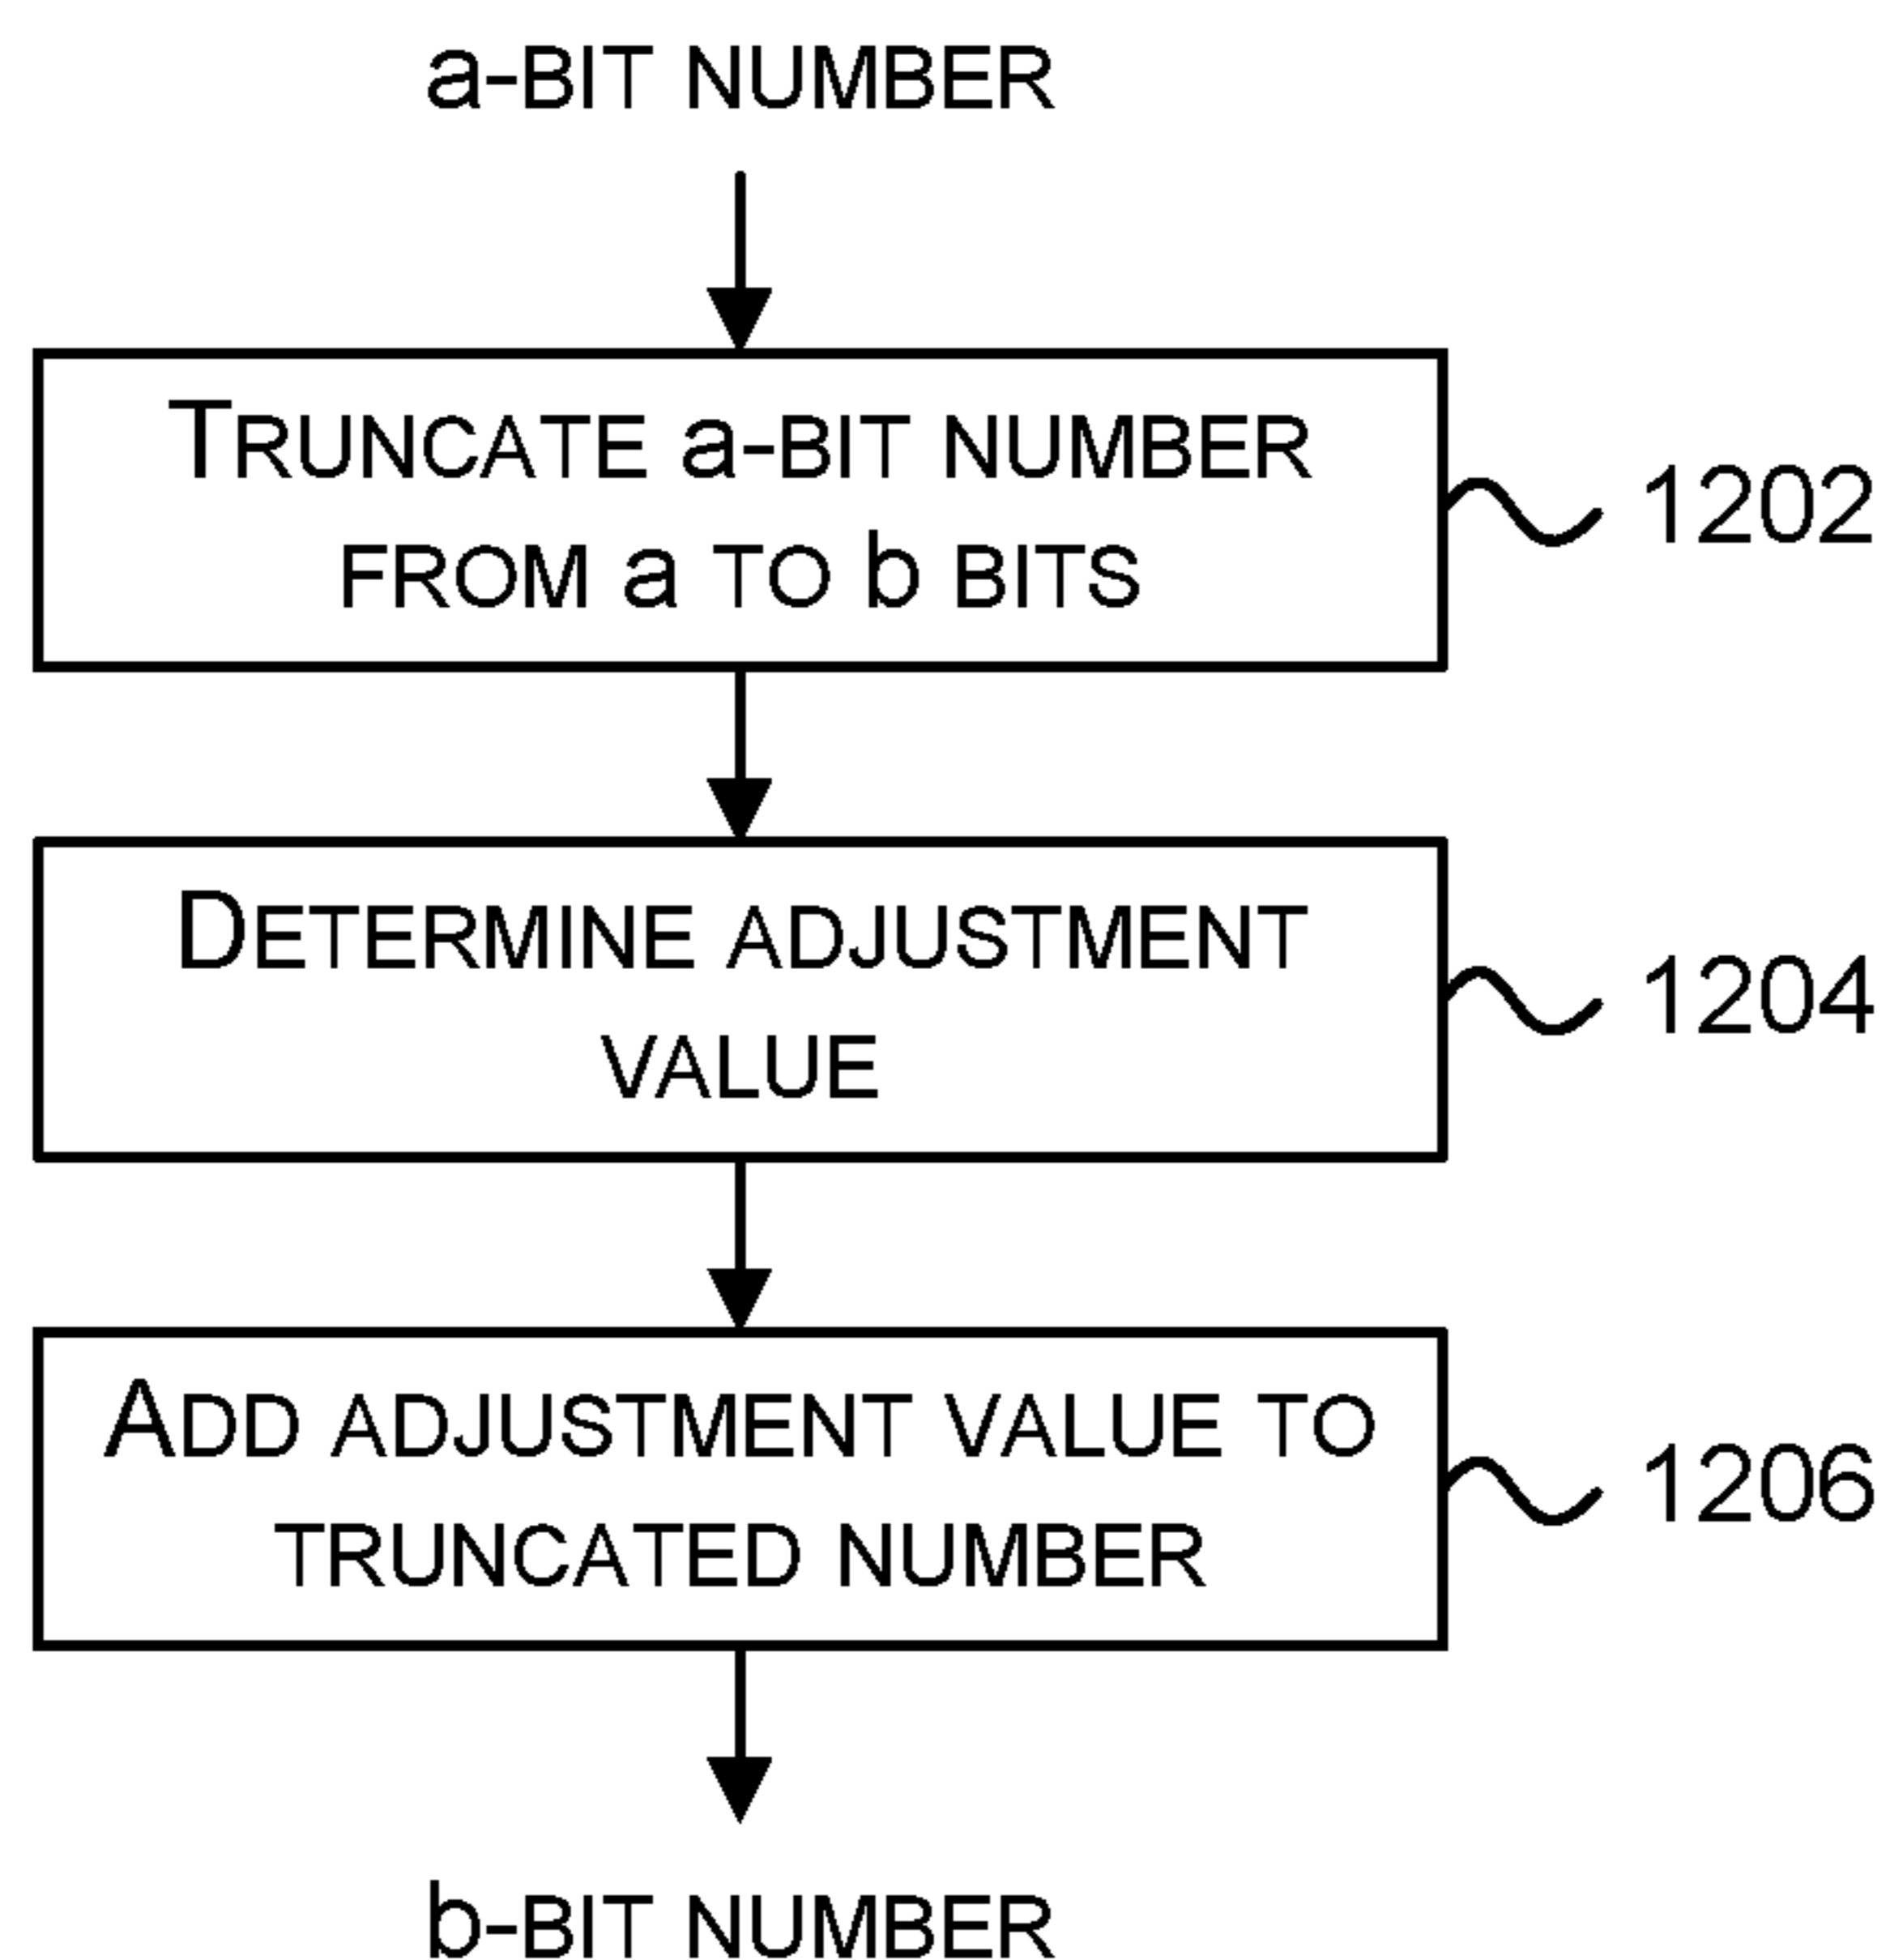 a-BIT NUMBER
TRUNCATE a-BIT NUMBER
FROM a TO b BITS
1202
DETERMINE ADJUSTMENT
VALUE
1204
ADD ADJUSTMENT VALUE TO
TRUNCATED NUMBER
1206
b-BIT NUMBER